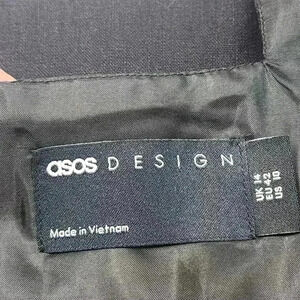 asos DESIGN
Made in Vietnam
UK 14
EU 42
US 10